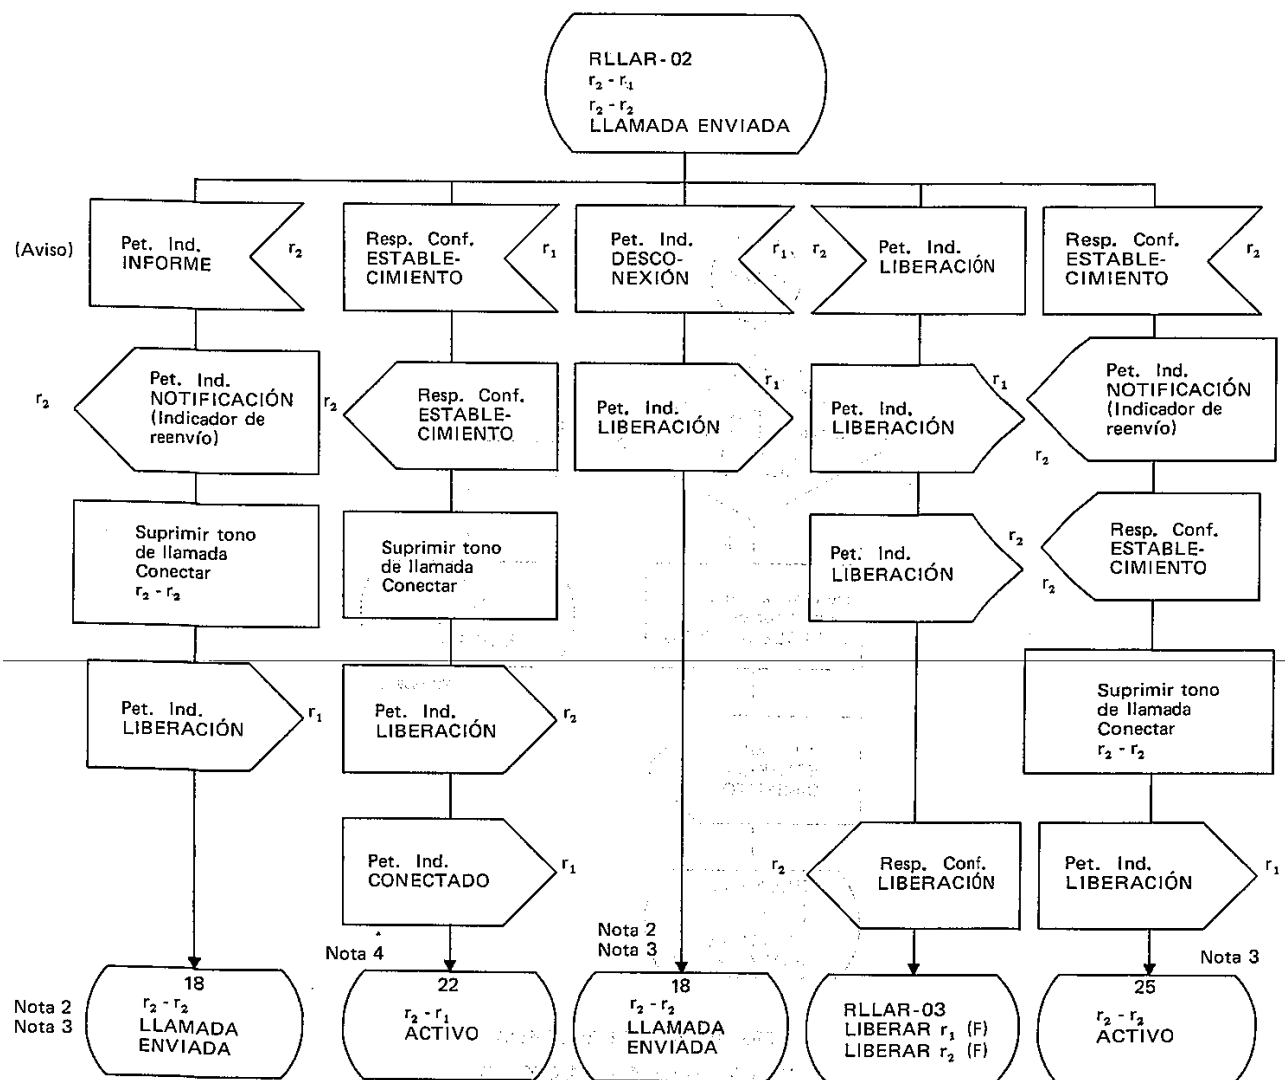 RLLAR-02
r₂ - r₁
r₂ - r₂
LLAMADA ENVIADA
(Aviso)
Pet. Ind.
INFORME
r₂
Resp. Conf.
ESTABLE-
CIMIENTO
r₁
Pet. Ind.
DESCO-
NEXIÓN
r₁
r₂
Pet. Ind.
LIBERACIÓN
Resp. Conf.
ESTABLE-
CIMIENTO
r₂
r₂
Pet. Ind.
NOTIFICACIÓN
(Indicador de
reenvío)
r₂
Resp. Conf.
ESTABLE-
CIMIENTO
Pet. Ind.
LIBERACIÓN
r₁
Pet. Ind.
LIBERACIÓN
r₁
Pet. Ind.
NOTIFICACIÓN
(Indicador de
reenvío)
r₂
Suprimir tono
de llamada
Conectar
r₂ - r₂
Suprimir tono
de llamada
Conectar
Pet. Ind.
LIBERACIÓN
r₂
Resp. Conf.
ESTABLE-
CIMIENTO
r₂
Pet. Ind.
LIBERACIÓN
r₁
Pet. Ind.
LIBERACIÓN
r₂
Suprimir tono
de llamada
Conectar
r₂ - r₂
Pet. Ind.
CONECTADO
r₁
r₂
Resp. Conf.
LIBERACIÓN
Pet. Ind.
LIBERACIÓN
r₁
Nota 2
Nota 3
18
r₂ - r₂
LLAMADA
ENVIADA
Nota 4
22
r₂ - r₁
ACTIVO
Nota 2
Nota 3
18
r₂ - r₂
LLAMADA
ENVIADA
RLLAR-03
LIBERAR r₁ (F)
LIBERAR r₂ (F)
Nota 3
25
r₂ - r₂
ACTIVO